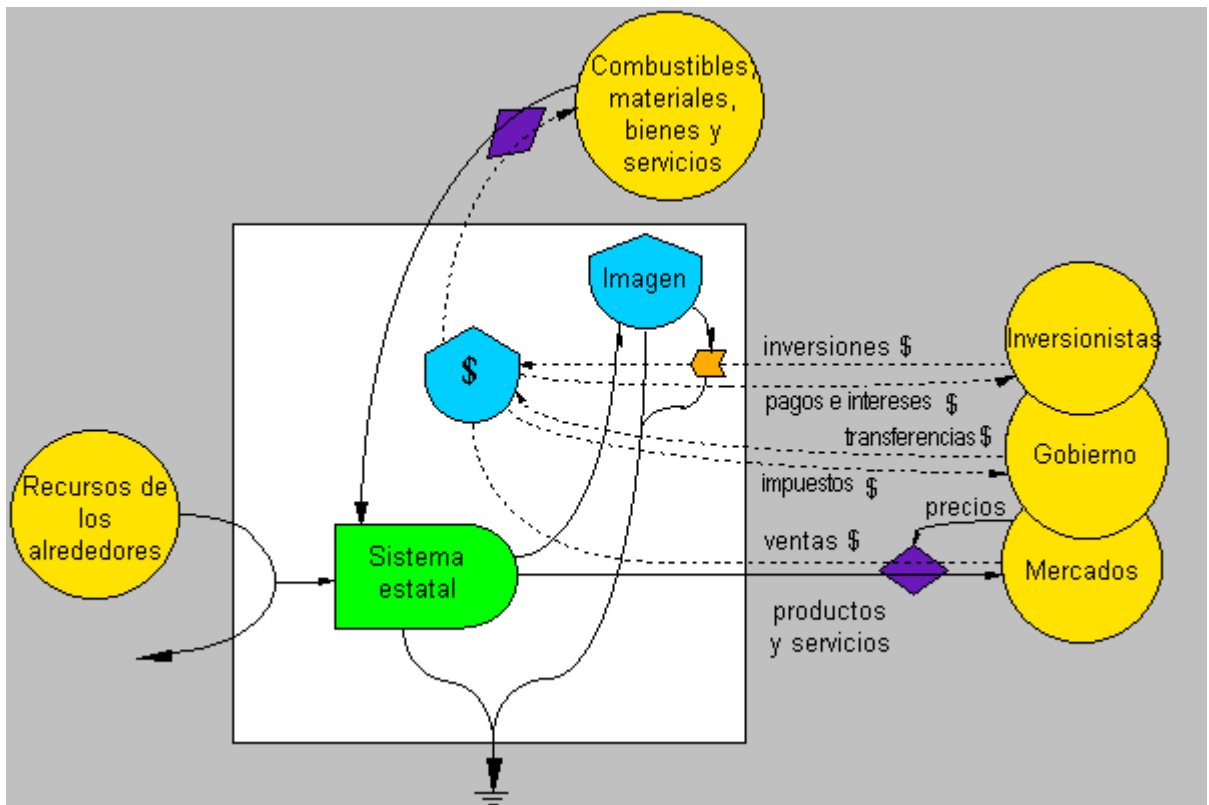 Combustibles,
materiales,
bienes y
servicios
Imagen
$
inversiones $
Inversionistas
pagos e intereses $
transferencias $
Gobierno
impuestos $
Recursos de
los
alrededores
precios
Sistema
estatal
ventas $
Mercados
productos
y servicios